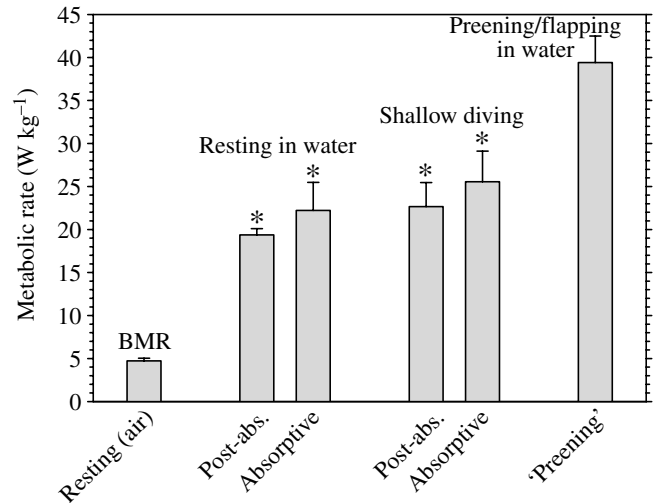 45
40
35
30
25
20
15
10
5
0
Metabolic rate (W kg−1)
Preening/flapping
in water
Shallow diving
Resting in water
*
*
*
*
BMR
Resting (air)
Post-abs.
Absorptive
Post-abs.
Absorptive
‘Preening’